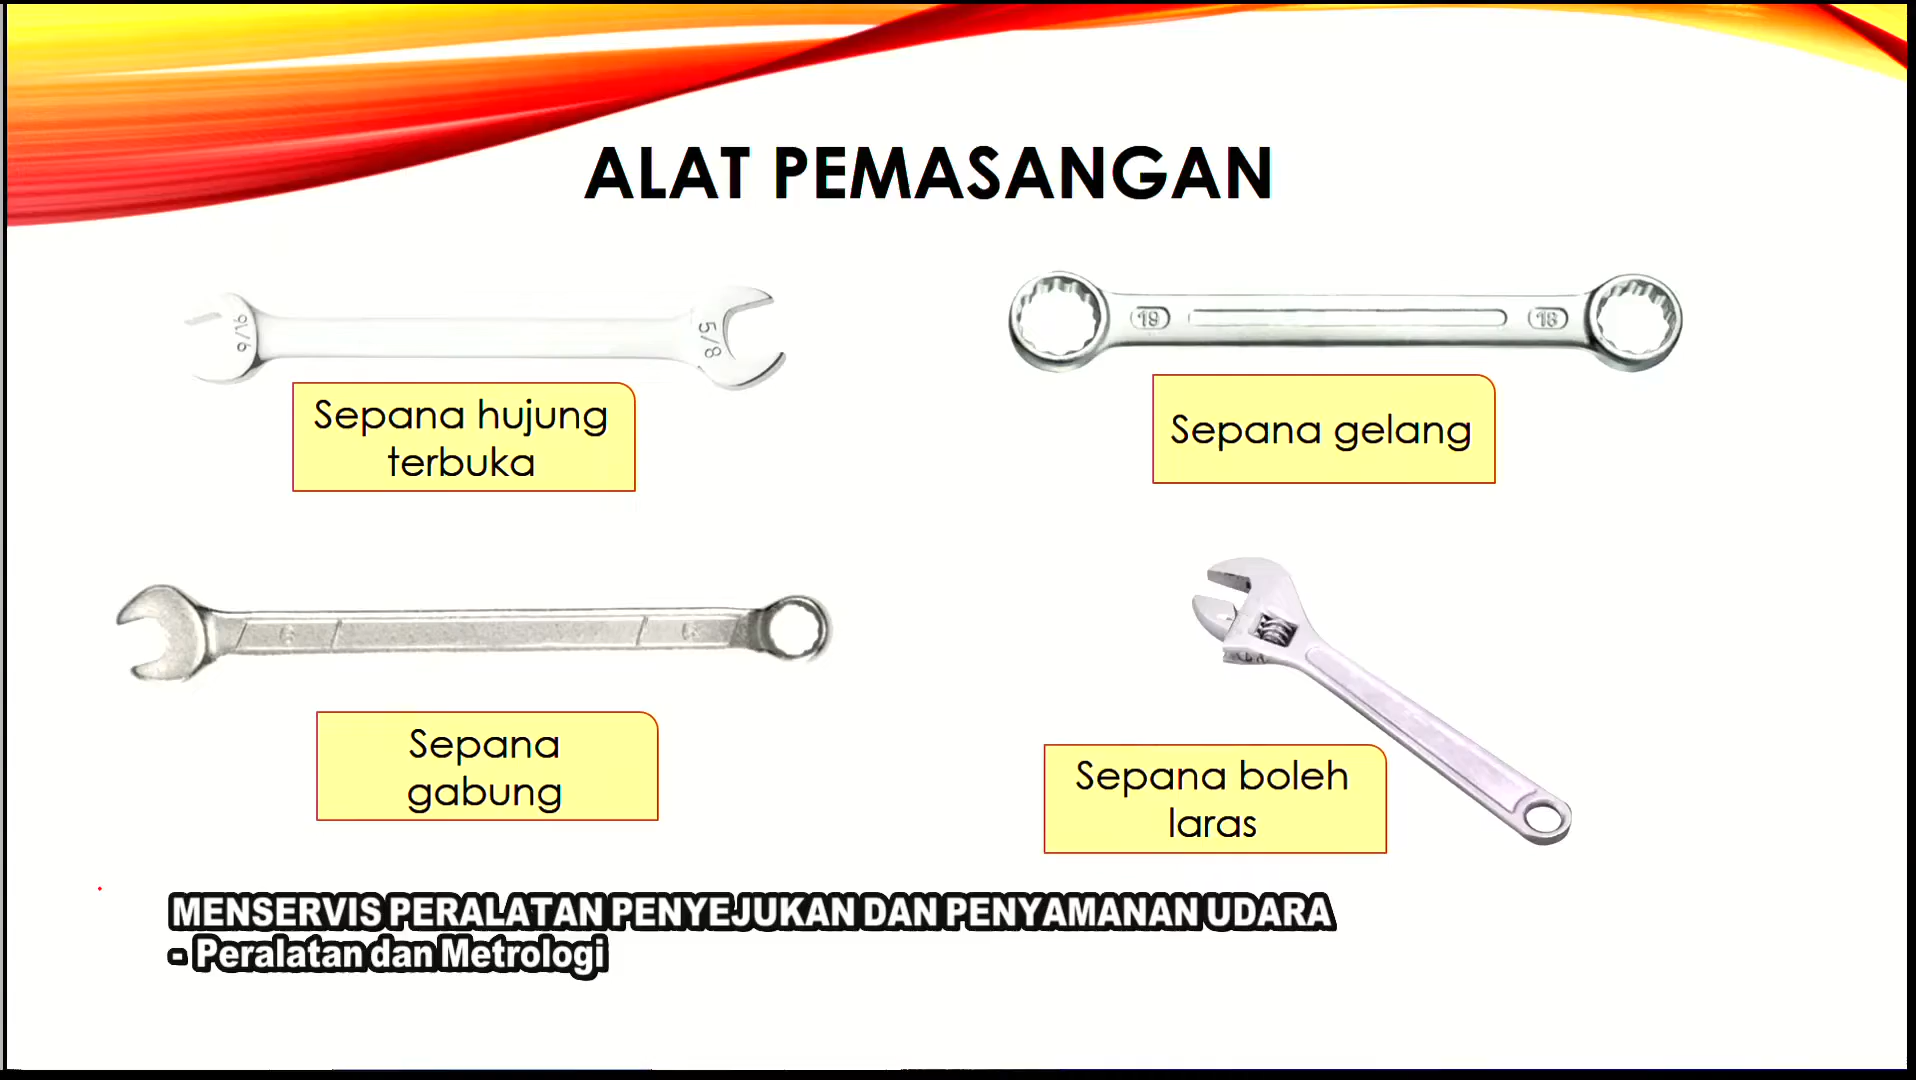 ALAT PEMASANGAN
9/16
5/8
19
18
Sepana hujung
terbuka
Sepana gelang
Sepana
gabung
Sepana boleh
laras
MENSERVIS PERALATAN PENYEJUKAN DAN PENYAMANAN UDARA
- Peralatan dan Metrologi